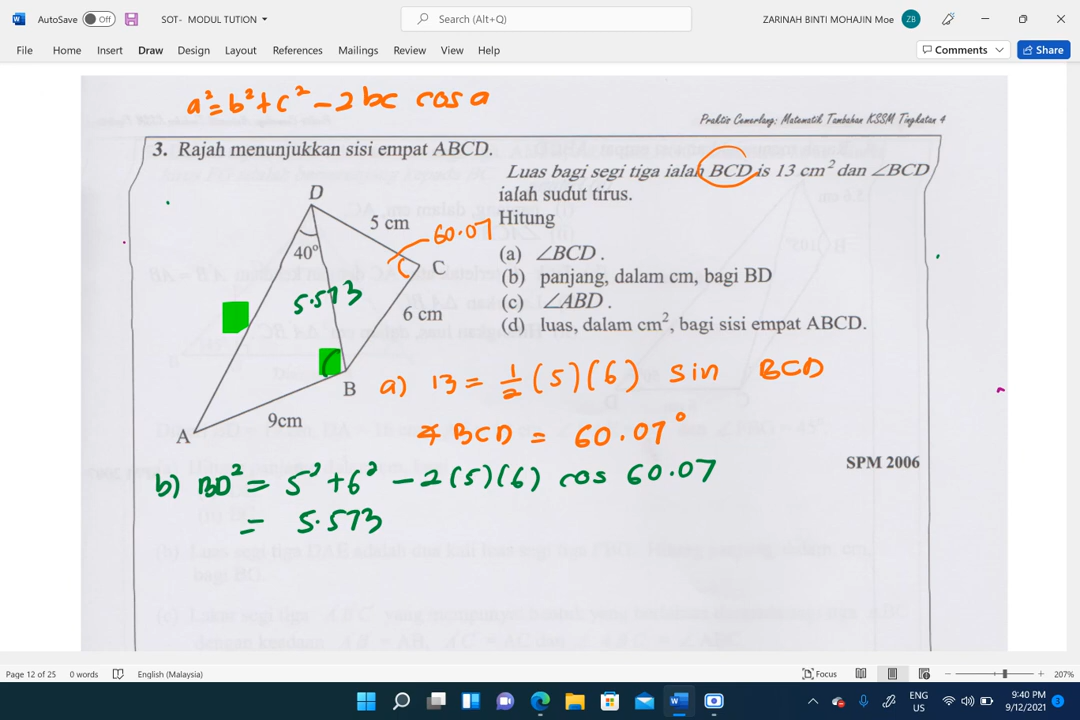 AutoSave Off SOT- MODUL TUTION Search (Alt+Q) ZARINAH BINTI MOHAJIN Moe ZB
File Home Insert Draw Design Layout References Mailings Review View Help Comments Share
a² = b² + c² - 2bc cos a
Praktis Cemerlang: Matematik Tambahan KSSM Tingkatan 4
3. Rajah menunjukkan sisi empat ABCD.
Luas bagi segi tiga ialah BCD is 13 cm² dan ∠BCD
ialah sudut tirus.
Hitung
(a) ∠BCD.
(b) panjang, dalam cm, bagi BD
(c) ∠ABD.
(d) luas, dalam cm², bagi sisi empat ABCD.
D
5 cm
60.07
40°
C
5.573
6 cm
B
9cm
A
a) 13 = 1/2 (5)(6) sin BCD
∡ BCD = 60.07°
SPM 2006
b) BD² = 5² + 6² - 2(5)(6) cos 60.07
= 5.573
Page 12 of 25 0 words English (Malaysia) Focus 207%
ENG
US
9:40 PM
9/12/2021
3